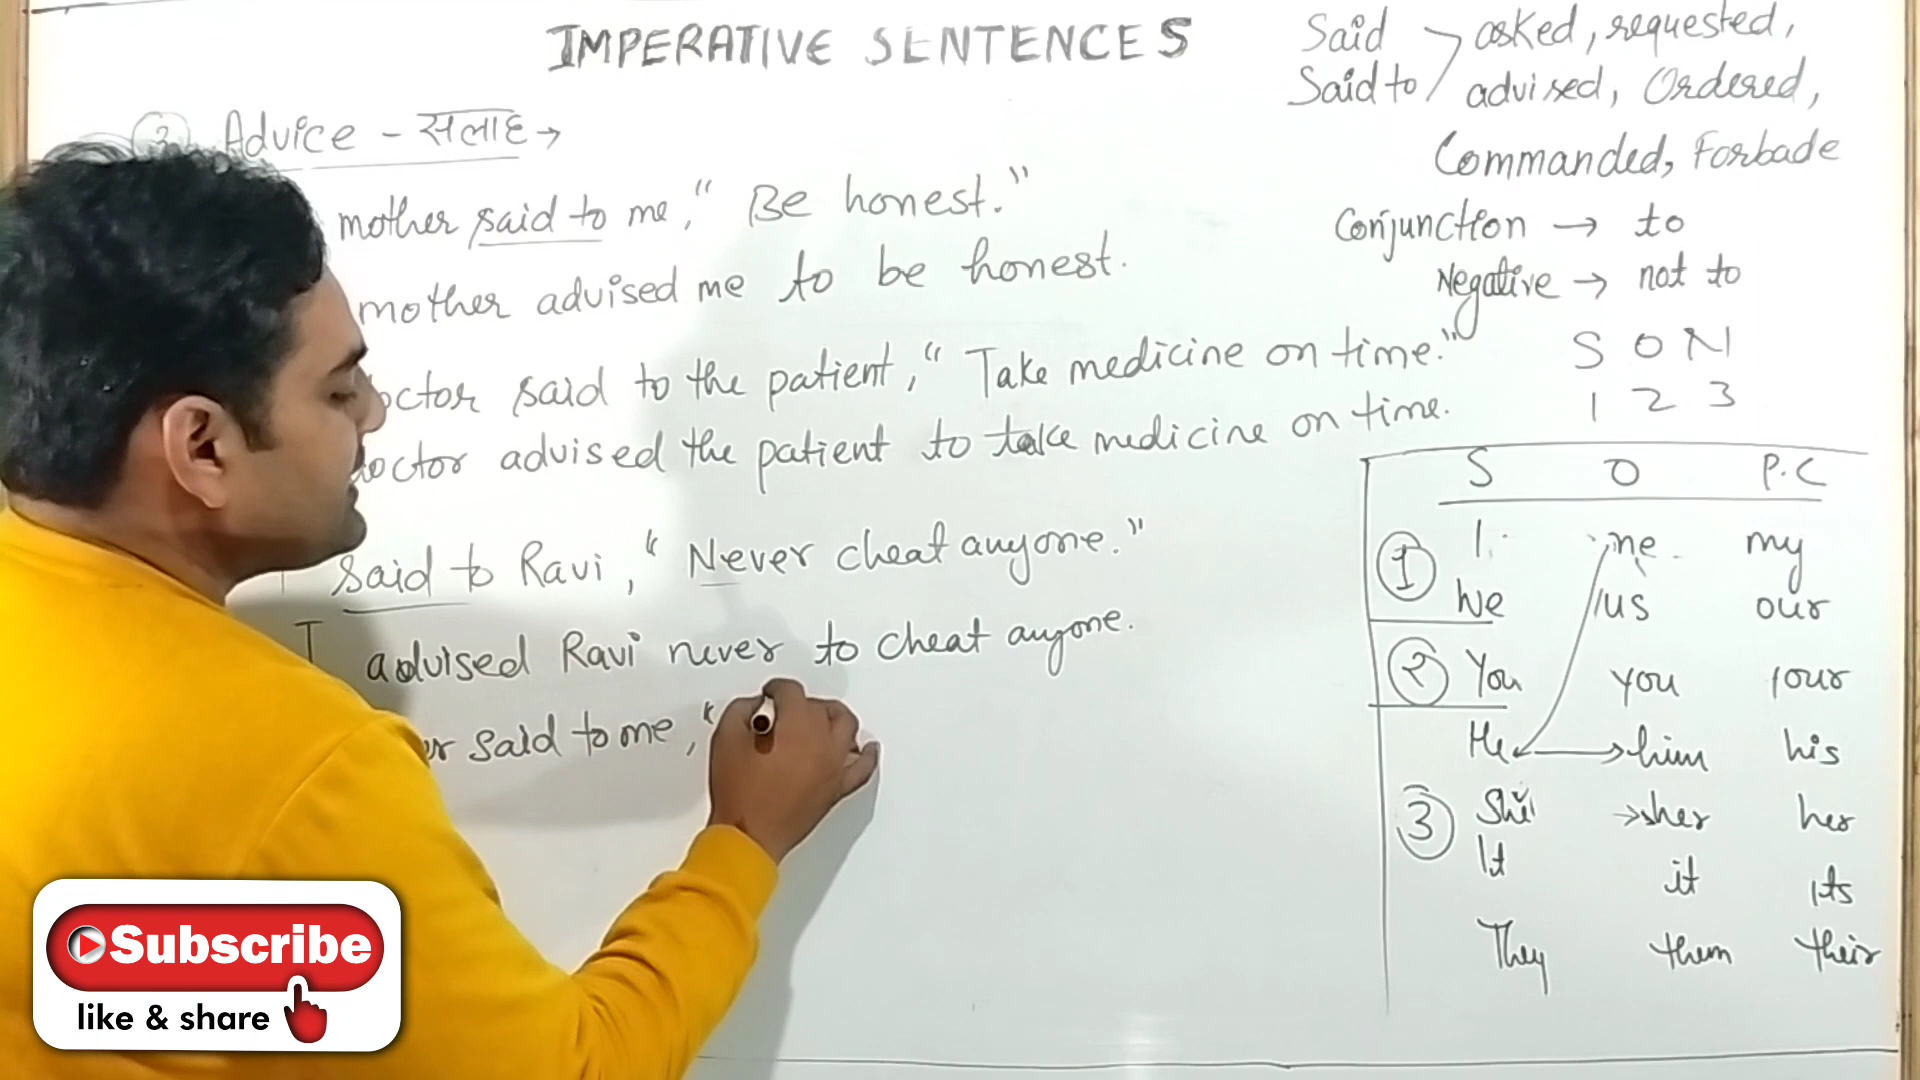 IMPERATIVE SENTENCES
Advice - सलाह →
mother said to me, " Be honest."
mother advised me to be honest.
octor said to the patient, " Take medicine on time."
doctor advised the patient to take medicine on time.
said to Ravi, " Never cheat anyone."
I advised Ravi never to cheat anyone.
er said to me, "
Said asked, requested,
Said to advised, Ordered,
Commanded, Forbade
Conjunction → to
Negative → not to
S O N
1 2 3
S O P.C
1 I me my
We us our
2 You you your
He him his
3 She her her
It it its
They them their
Subscribe
like & share